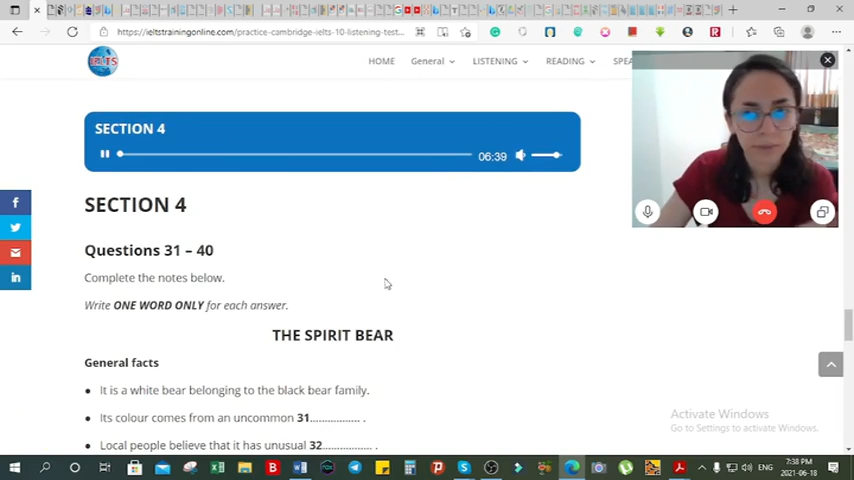 https://ieltstrainingonline.com/practice-cambridge-ielts-10-listening-test...
IELTS
HOME General LISTENING READING
SECTION 4
06:39
SECTION 4
Questions 31 – 40
Complete the notes below.
Write ONE WORD ONLY for each answer.
THE SPIRIT BEAR
General facts
It is a white bear belonging to the black bear family.
Its colour comes from an uncommon 31................. .
Local people believe that it has unusual 32................. .
Activate Windows
Go to Settings to activate Windows.
ENG
7:38 PM
2021-06-18